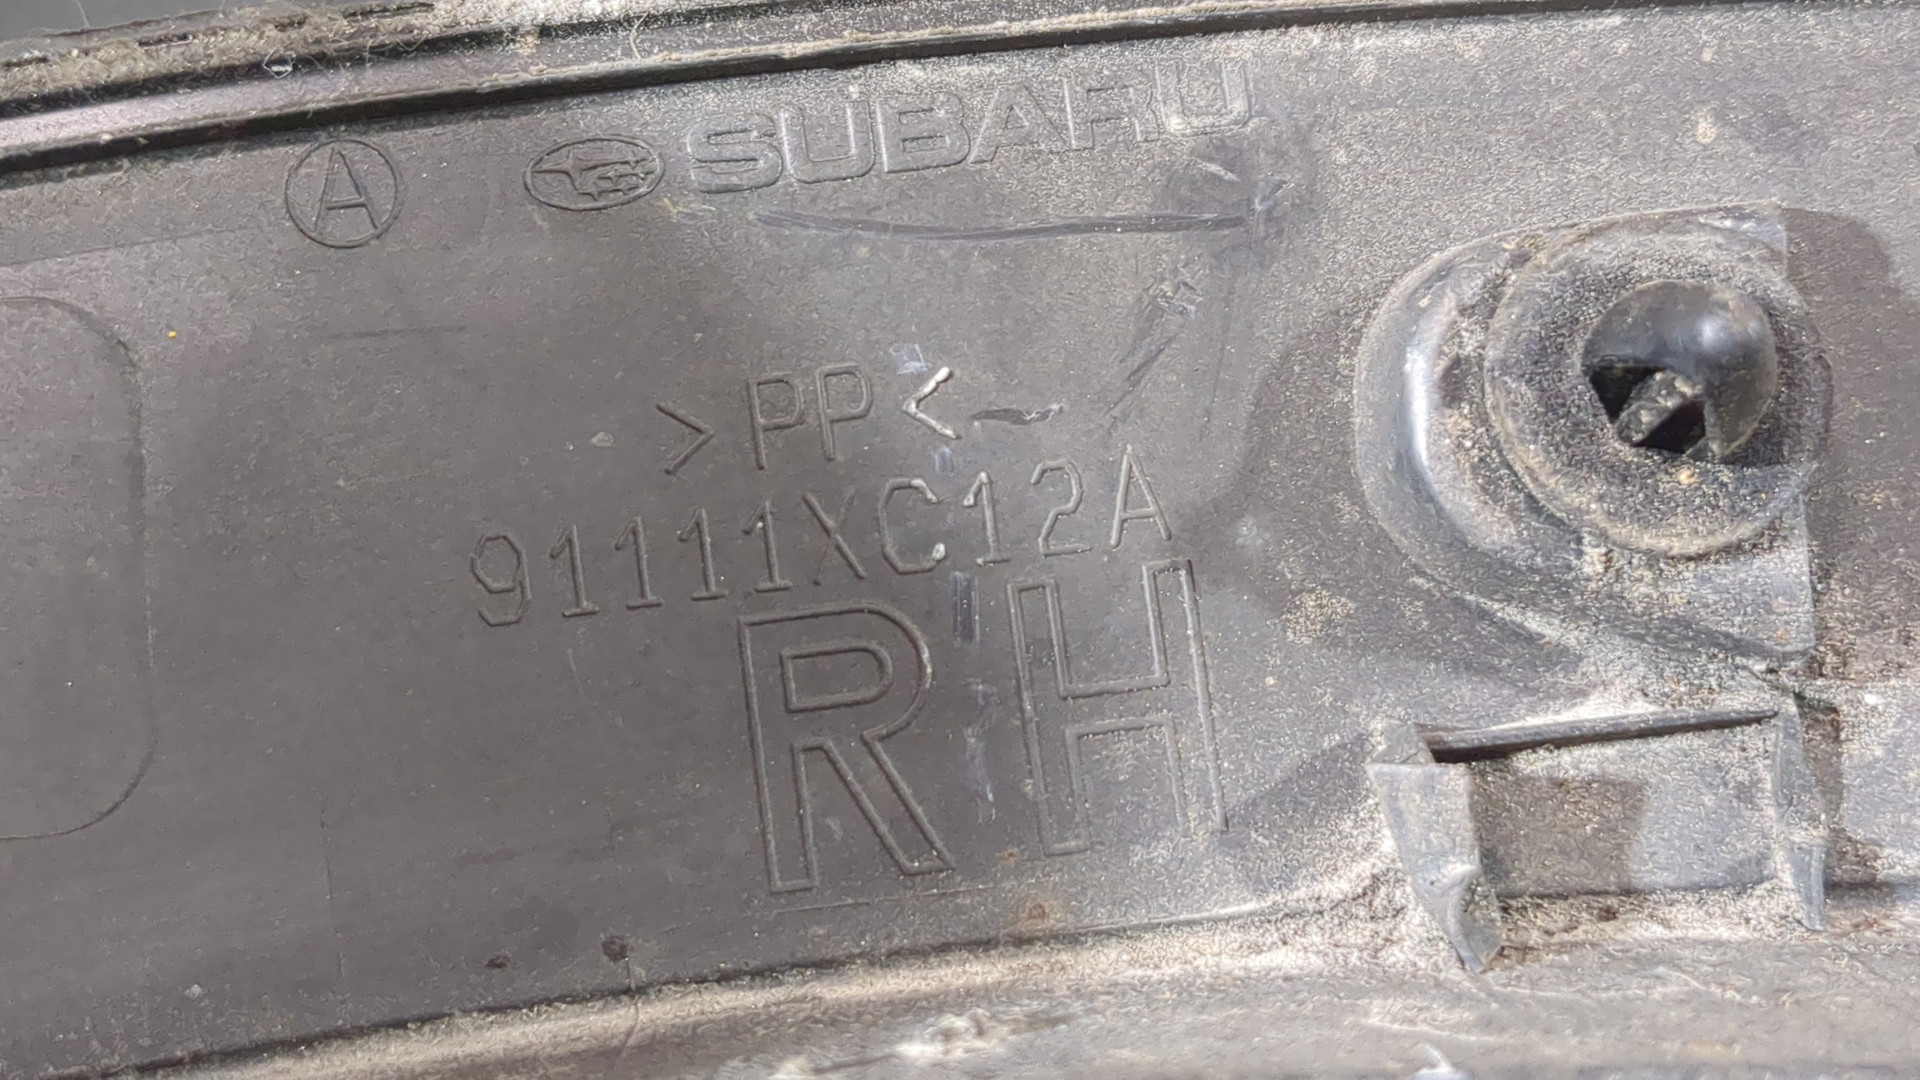 A SUBARU
>PP<
91111XC12A
RH